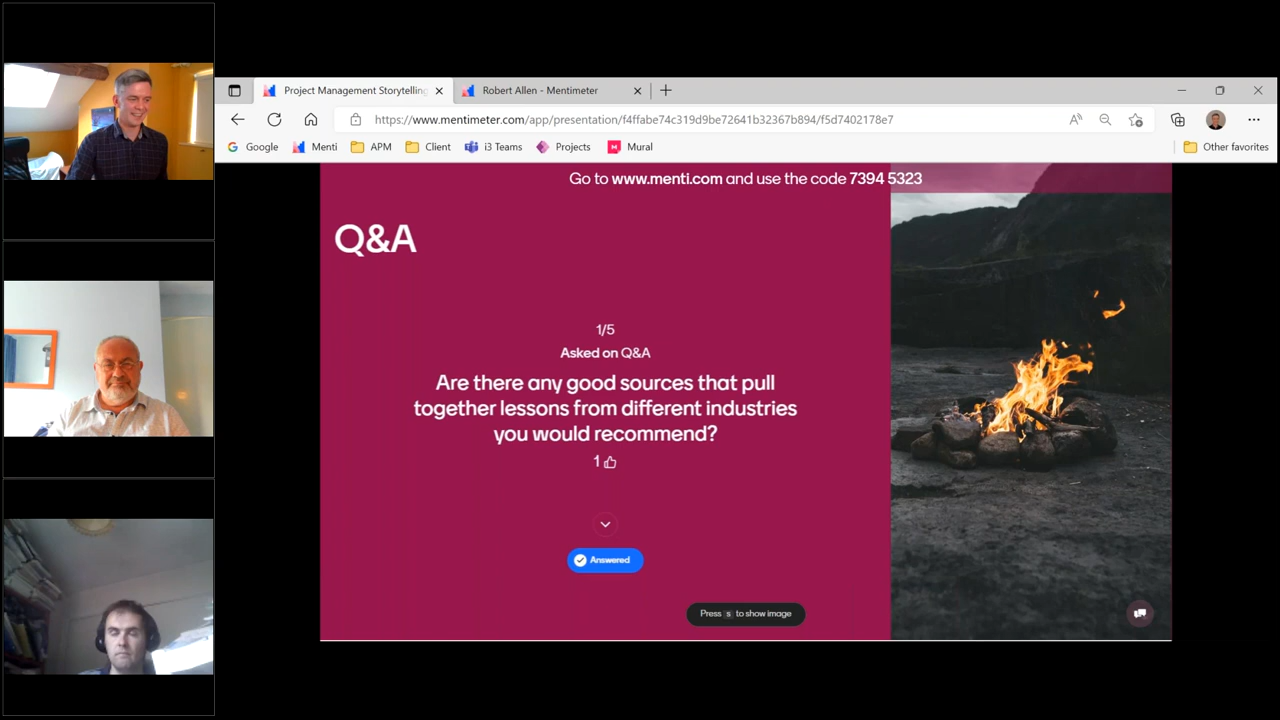 Project Management Storytelling
Robert Allen - Mentimeter
https://www.mentimeter.com/app/presentation/f4ffabe74c319d9be72641b32367b894/f5d7402178e7
Google
Menti
APM
Client
i3 Teams
Projects
Mural
Other favorites
Go to www.menti.com and use the code 7394 5323
Q&A
1/5
Asked on Q&A
Are there any good sources that pull
together lessons from different industries
you would recommend?
1
Answered
Press s to show image